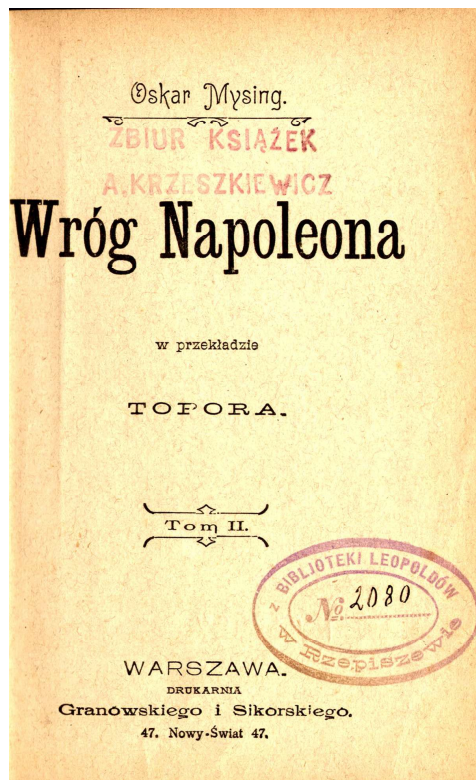 Oskar Mysing.
ZBIUR KSIĄŻEK
A.KRZESZKIEWICZ
Wróg Napoleona
w przekładzie
TOPORA.
Tom II.
Z BIBLJOTEKI LEOPOLDÓW
№ 2080
w Rzepiszewie
WARSZAWA.
DRUKARNIA
Granowskiego i Sikorskiego.
47. Nowy-Świat 47.